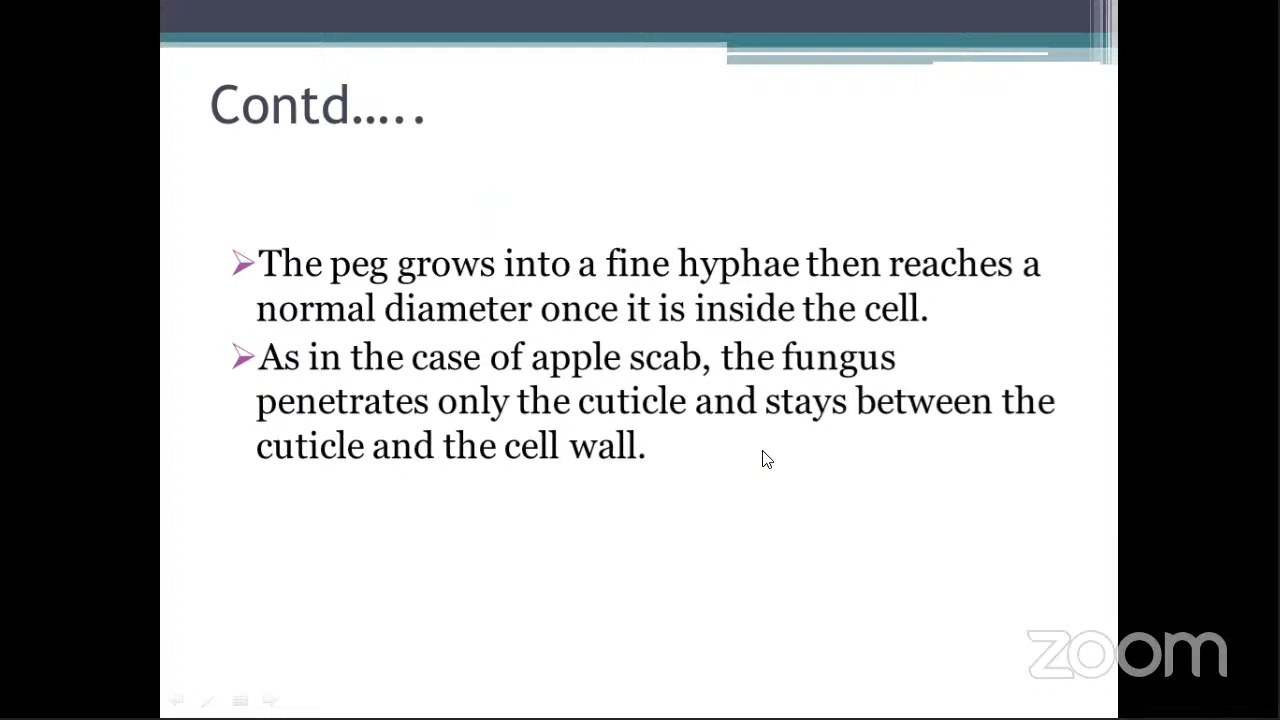 Contd.....
➢The peg grows into a fine hyphae then reaches a
normal diameter once it is inside the cell.
➢As in the case of apple scab, the fungus
penetrates only the cuticle and stays between the
cuticle and the cell wall.
zoom